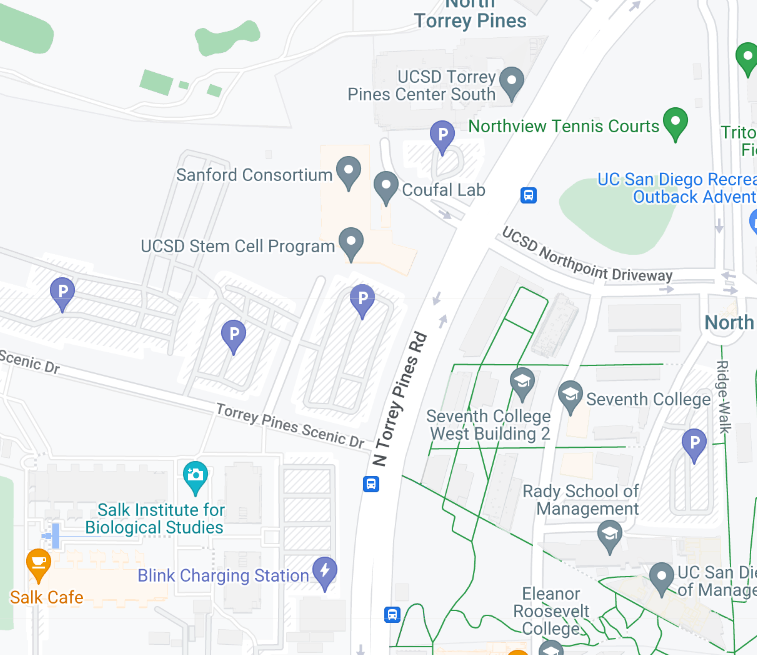 North
Torrey Pines
UCSD Torrey
Pines Center South
P
Northview Tennis Courts
Trito
Fi
Sanford Consortium
Coufal Lab
UC San Diego Recrea
Outback Advent
UCSD Stem Cell Program
UCSD Northpoint Driveway
P
P
P
North
N Torrey Pines Rd
Scenic Dr
Torrey Pines Scenic Dr
Ridge-Walk
Seventh College
Seventh College
West Building 2
P
Rady School of
Management
Salk Institute for
Biological Studies
Blink Charging Station
Salk Cafe
UC San Die
of Manage
Eleanor
Roosevelt
College